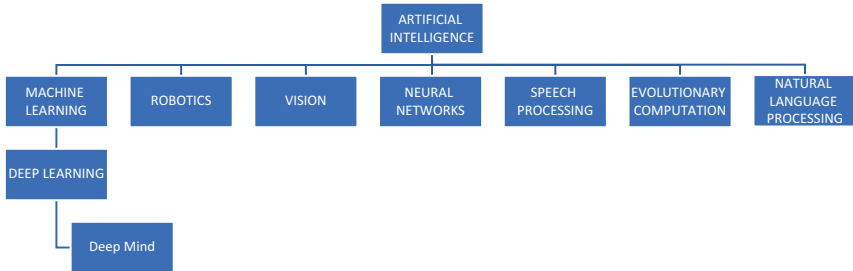 ARTIFICIAL
INTELLIGENCE
MACHINE
LEARNING
ROBOTICS
VISION
NEURAL
NETWORKS
SPEECH
PROCESSING
EVOLUTIONARY
COMPUTATION
NATURAL
LANGUAGE
PROCESSING
DEEP LEARNING
Deep Mind